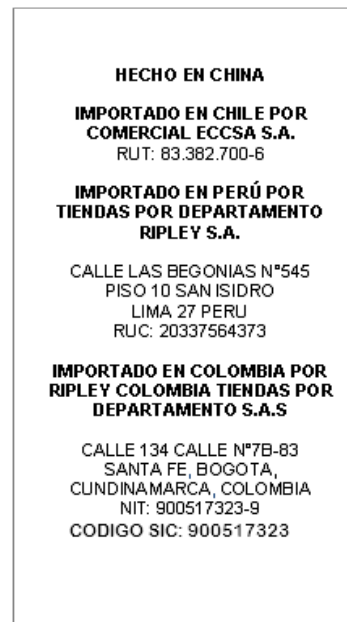 HECHO EN CHINA
IMPORTADO EN CHILE POR
COMERCIAL ECCSA S.A.
RUT: 83.382.700-6
IMPORTADO EN PERÚ POR
TIENDAS POR DEPARTAMENTO
RIPLEY S.A.
CALLE LAS BEGONIAS N°545
PISO 10 SAN ISIDRO
LIMA 27 PERU
RUC: 20337564373
IMPORTADO EN COLOMBIA POR
RIPLEY COLOMBIA TIENDAS POR
DEPARTAMENTO S.A.S
CALLE 134 CALLE N°7B-83
SANTA FE, BOGOTA,
CUNDINAMARCA, COLOMBIA
NIT: 900517323-9
CODIGO SIC: 900517323